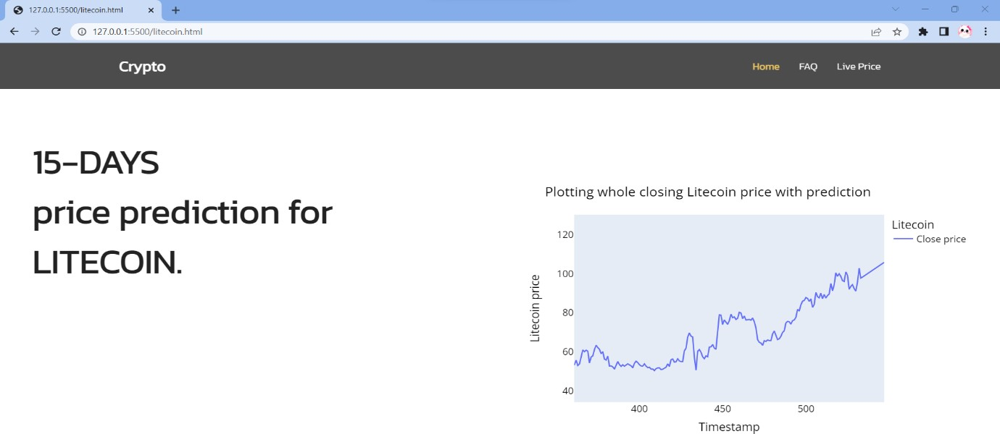 127.0.0.1:5500/litecoin.html
127.0.0.1:5500/litecoin.html
Crypto
Home FAQ Live Price
15-DAYS
price prediction for
LITECOIN.
Plotting whole closing Litecoin price with prediction
Litecoin
Close price
120
100
80
60
40
Litecoin price
400 450 500
Timestamp